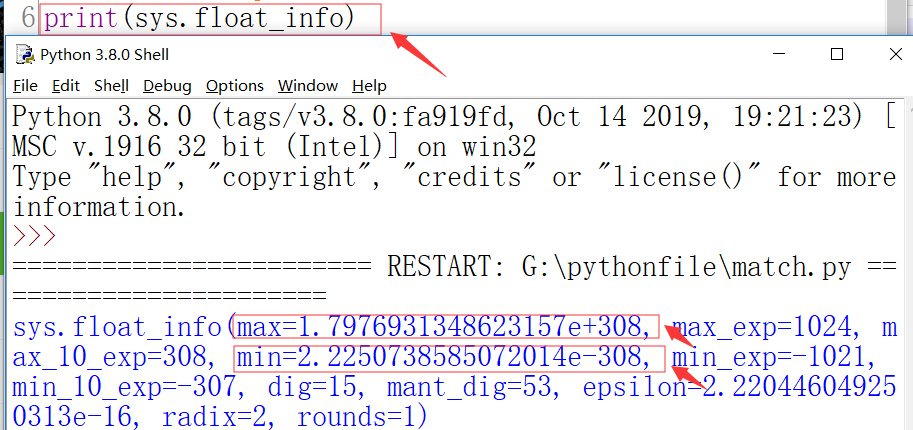 6 print(sys.float_info)
Python 3.8.0 Shell
File Edit Shell Debug Options Window Help
Python 3.8.0 (tags/v3.8.0:fa919fd, Oct 14 2019, 19:21:23) [
MSC v.1916 32 bit (Intel)] on win32
Type "help", "copyright", "credits" or "license()" for more
information.
>>>
======================== RESTART: G:\pythonfile\match.py ==
=====================
sys.float_info(max=1.7976931348623157e+308, max_exp=1024, m
ax_10_exp=308, min=2.2250738585072014e-308, min_exp=-1021,
min_10_exp=-307, dig=15, mant_dig=53, epsilon=2.22044604925
0313e-16, radix=2, rounds=1)